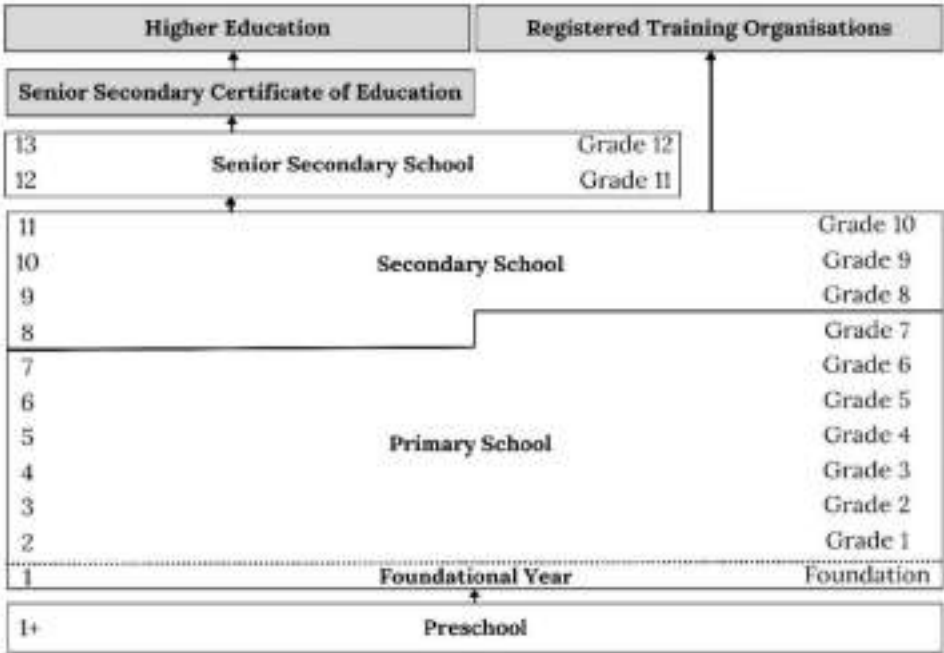 Higher Education Registered Training Organisations
Senior Secondary Certificate of Education
13 Grade 12
Senior Secondary School
12 Grade 11
11 Grade 10
10 Secondary School Grade 9
9 Grade 8
8 Grade 7
7 Grade 6
6 Grade 5
5 Primary School Grade 4
4 Grade 3
3 Grade 2
2 Grade 1
1 Foundational Year Foundation
1+ Preschool